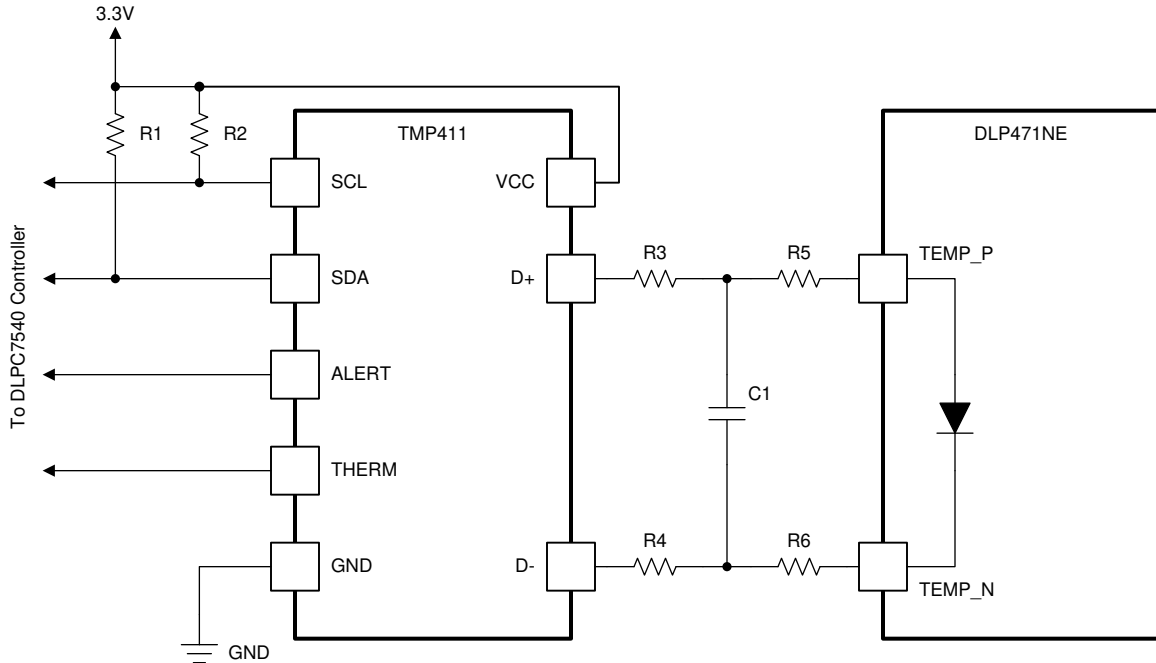 3.3V
R1
R2
TMP411
DLP471NE
SCL
VCC
TEMP_P
R3
R5
SDA
D+
To DLPC7540 Controller
ALERT
C1
THERM
R4
R6
GND
D-
TEMP_N
GND